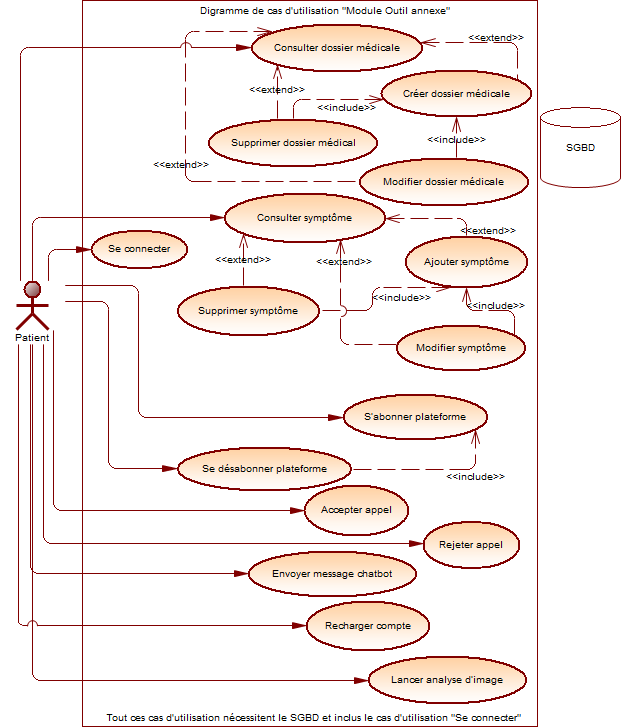 Digramme de cas d'utilisation "Module Outil annexe"
<<extend>>
Consulter dossier médicale
<<extend>>
Créer dossier médicale
<<include>>
Supprimer dossier médical
<<include>>
SGBD
<<extend>>
Modifier dossier médicale
Consulter symptôme
<<extend>>
Se connecter
<<extend>>
<<extend>>
Ajouter symptôme
<<include>>
<<include>>
Supprimer symptôme
Patient
Modifier symptôme
S'abonner plateforme
Se désabonner plateforme
<<include>>
Accepter appel
Rejeter appel
Envoyer message chatbot
Recharger compte
Lancer analyse d'image
Tout ces cas d'utilisation nécessitent le SGBD et inclus le cas d'utilisation "Se connecter"